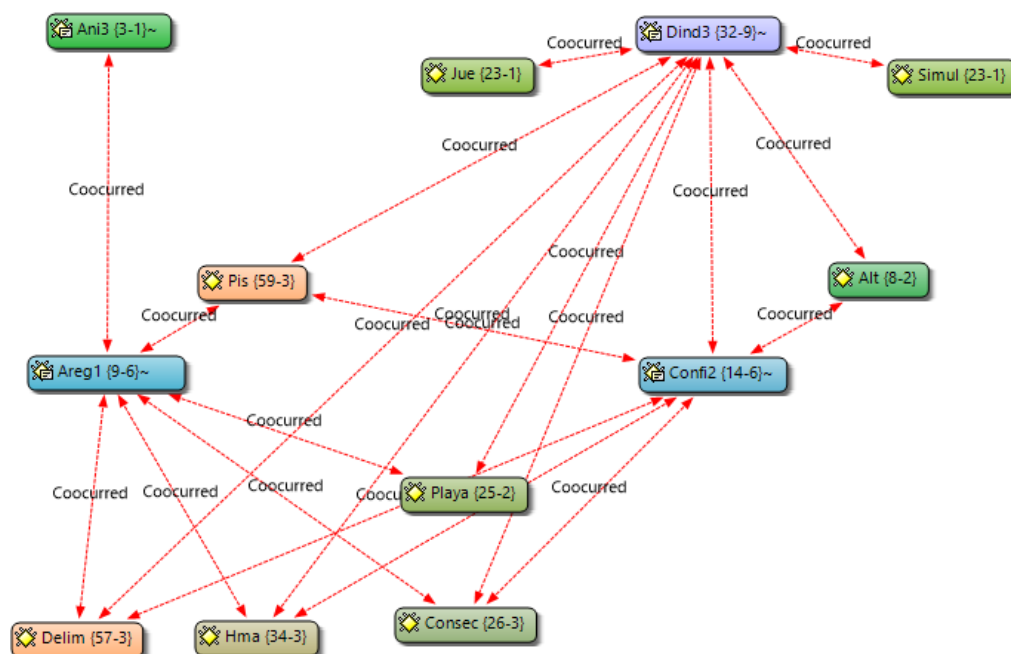 Ani3 {3-1}~
Dind3 {32-9}~
Coocurred
Coocurred
Jue {23-1}
Simul {23-1}
Coocurred
Coocurred
Coocurred
Coocurred
Coocurred
Pis {59-3}
Alt {8-2}
Coocurred
Coocurred
Coocurred
Coocurred
Coocurred
Coocurred
Areg1 {9-6}~
Confi2 {14-6}~
Coocurred
Coocurred
Coocurred
Coocurred
Playa {25-2}
Coocurred
Consec {26-3}
Delim {57-3}
Hma {34-3}